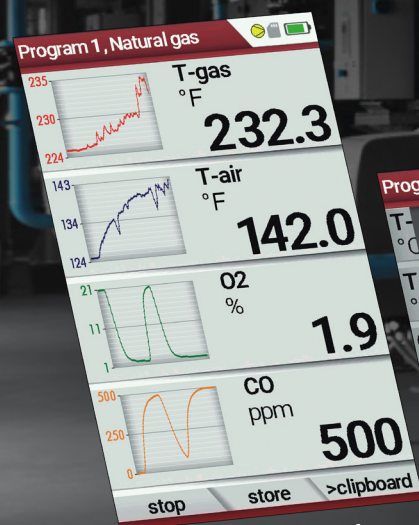 Program 1, Natural gas
235
230
224
T-gas
°F
232.3
143
134
124
T-air
°F
142.0
21
11
1
O2
%
1.9
500
250
0
CO
ppm
500
stop store >clipboard
Prog
T-
°C
T